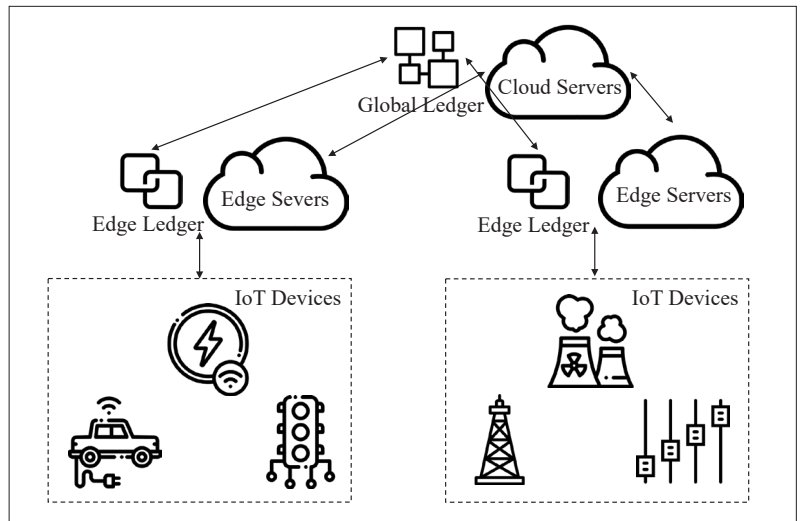 Cloud Servers
Global Ledger
Edge Severs
Edge Ledger
Edge Servers
Edge Ledger
IoT Devices
IoT Devices